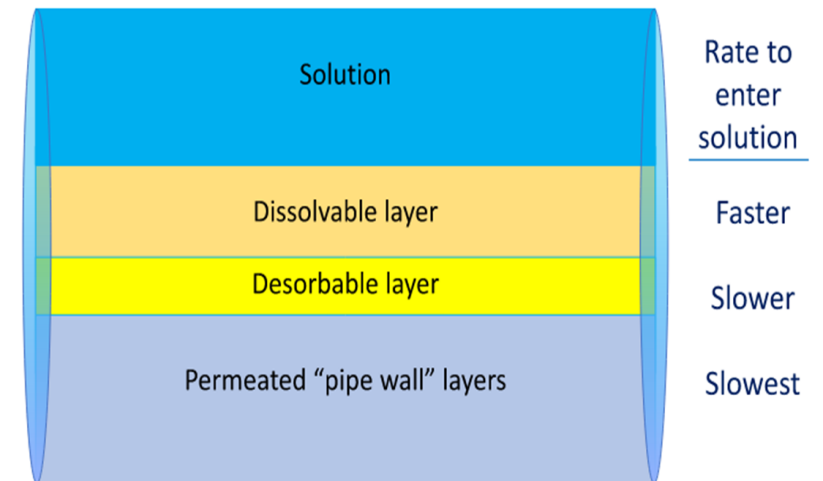 Solution
Rate to
enter
solution
Dissolvable layer
Faster
Desorbable layer
Slower
Permeated “pipe wall” layers
Slowest